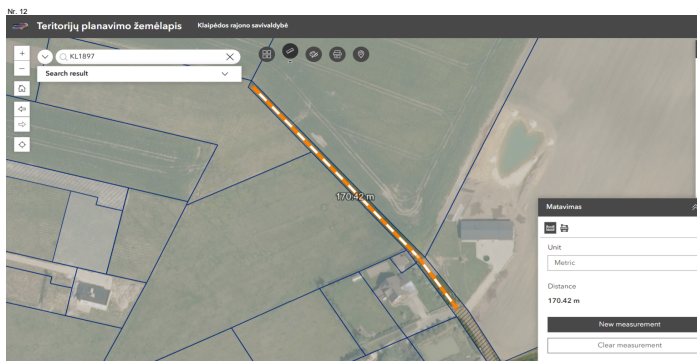 Nr. 12
Teritorijų planavimo žemėlapis Klaipėdos rajono savivaldybė
KL1897
Search result
170.42 m
Matavimas
Unit
Metric
Distance
170.42 m
New measurement
Clear measurement